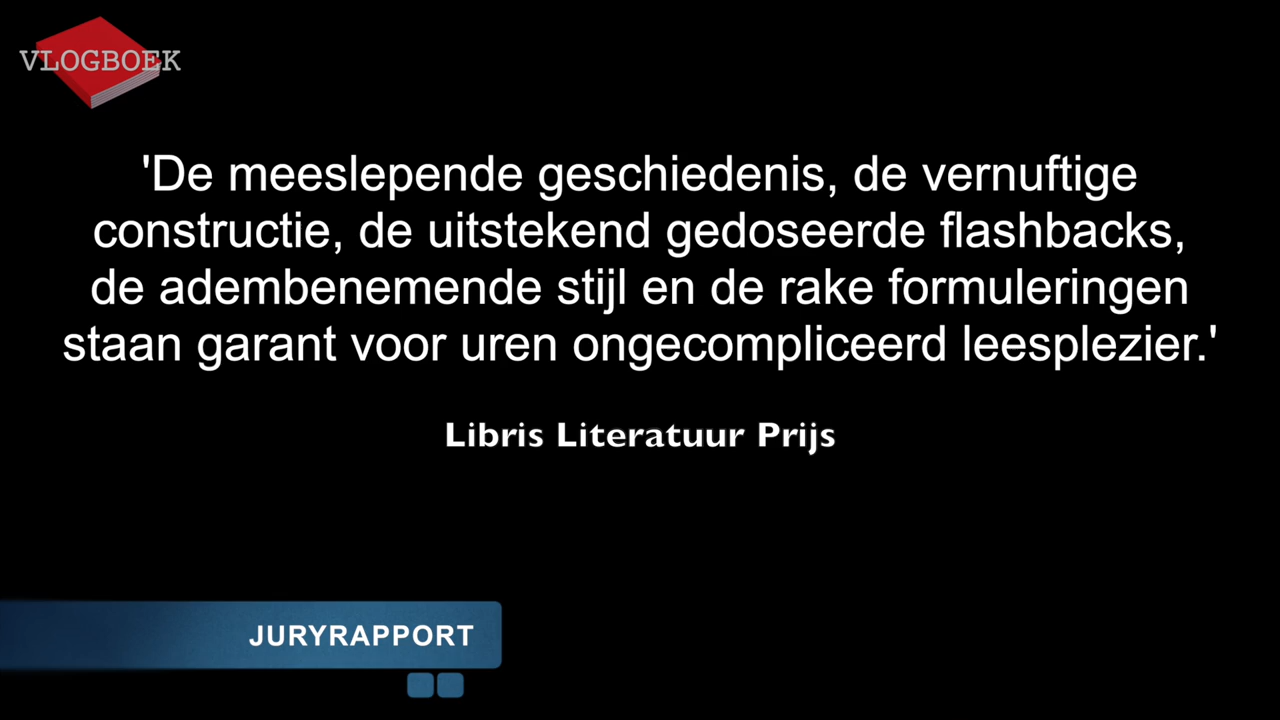 VLOGBOEK
'De meeslepende geschiedenis, de vernuftige
constructie, de uitstekend gedoseerde flashbacks,
de adembenemende stijl en de rake formuleringen
staan garant voor uren ongecompliceerd leesplezier.'
Libris Literatuur Prijs
JURYRAPPORT